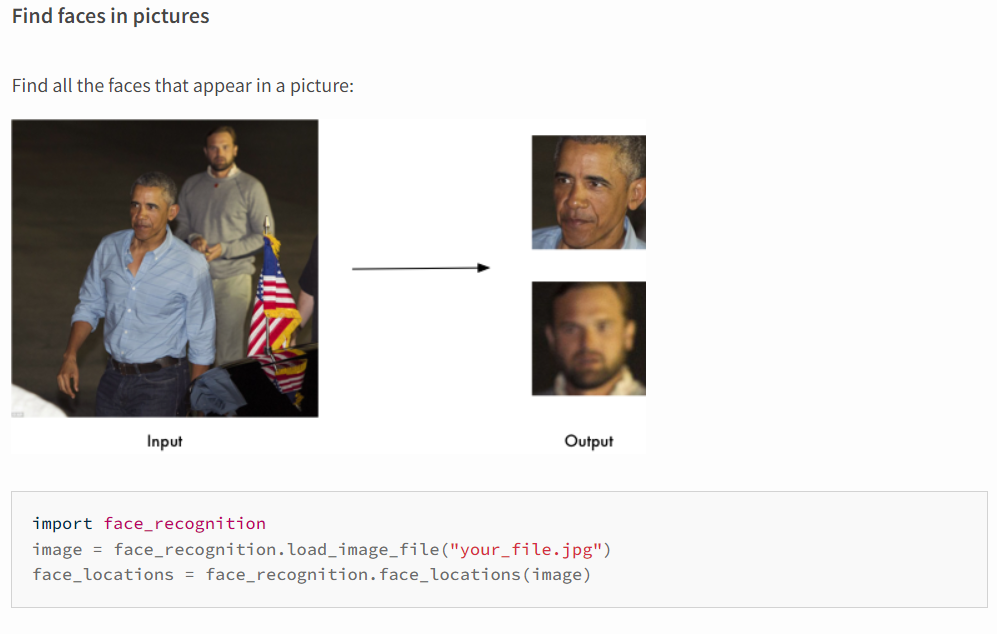 Find faces in pictures
Find all the faces that appear in a picture:
Input
Output
import face_recognition
image = face_recognition.load_image_file("your_file.jpg")
face_locations = face_recognition.face_locations(image)